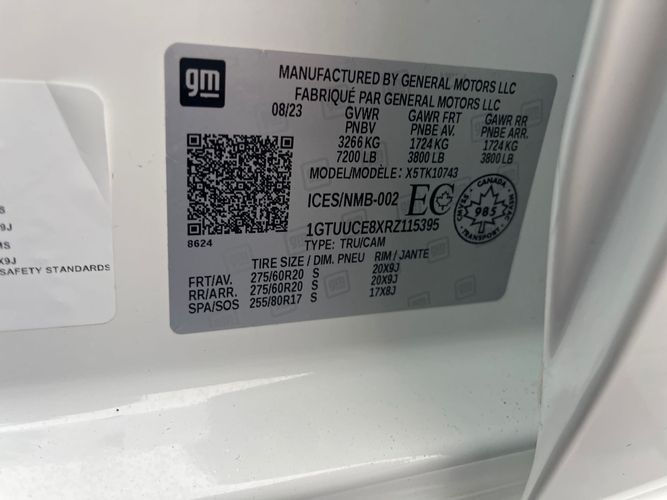 gm
MANUFACTURED BY GENERAL MOTORS LLC
FABRIQUÉ PAR GENERAL MOTORS LLC
08/23 GVWR GAWR FRT GAWR RR
PNBV PNBE AV. PNBE ARR.
3266 KG 1724 KG 1724 KG
7200 LB 3800 LB 3800 LB
MODEL/MODÈLE: X5TK10743
ICES/NMB-002 EC
CANADA
985
TRANSPORT
8624
1GTUUCE8XRZ115395
TYPE: TRU/CAM
TIRE SIZE / DIM. PNEU RIM / JANTE
FRT/AV. 275/60R20 S 20X9J
RR/ARR. 275/60R20 S 20X9J
SPA/SOS 255/80R17 S 17X8J
S
X9J
MS
X9J
SAFETY STANDARDS